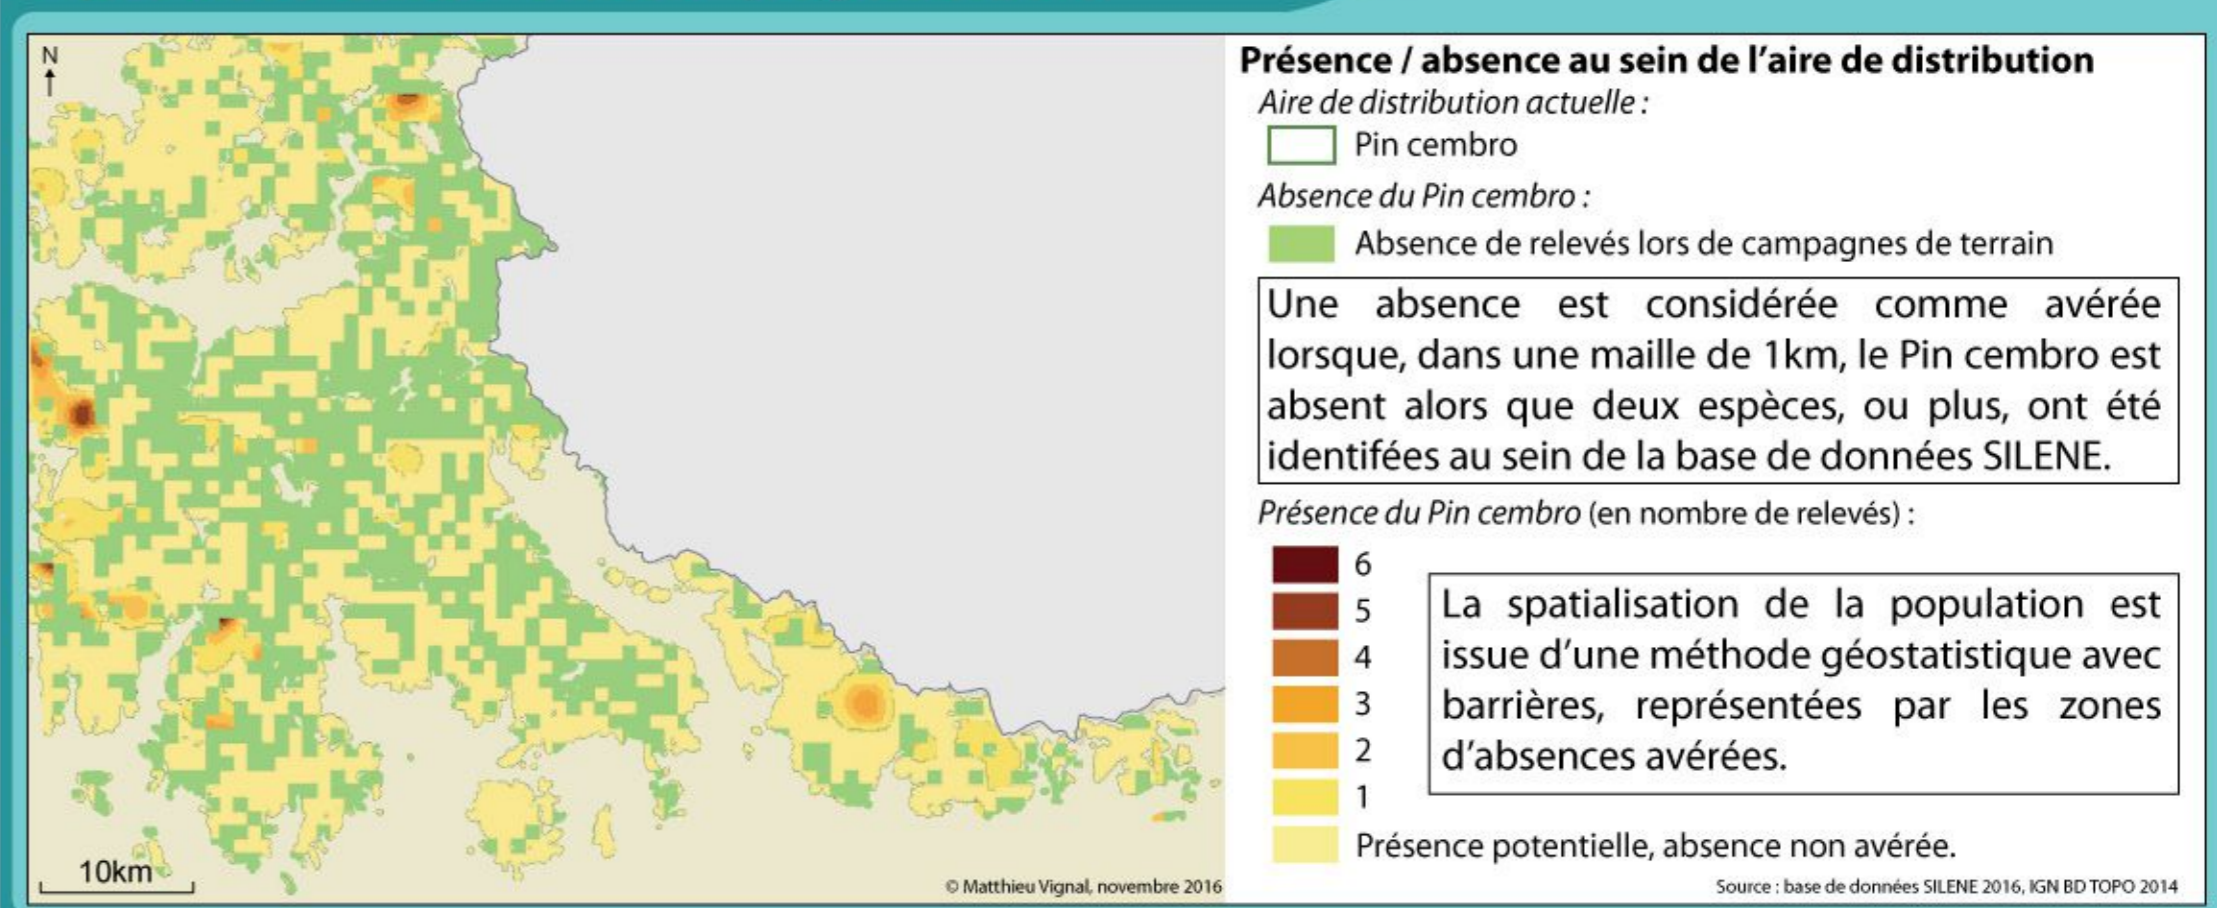 N
10km
© Matthieu Vignal, novembre 2016
Présence / absence au sein de l'aire de distribution
Aire de distribution actuelle :
Pin cembro
Absence du Pin cembro :
Absence de relevés lors de campagnes de terrain
Une absence est considérée comme avérée
lorsque, dans une maille de 1km, le Pin cembro est
absent alors que deux espèces, ou plus, ont été
identifées au sein de la base de données SILENE.
Présence du Pin cembro (en nombre de relevés) :
6
5
4
3
2
1
Présence potentielle, absence non avérée.
La spatialisation de la population est
issue d'une méthode géostatistique avec
barrières, représentées par les zones
d'absences avérées.
Source : base de données SILENE 2016, IGN BD TOPO 2014